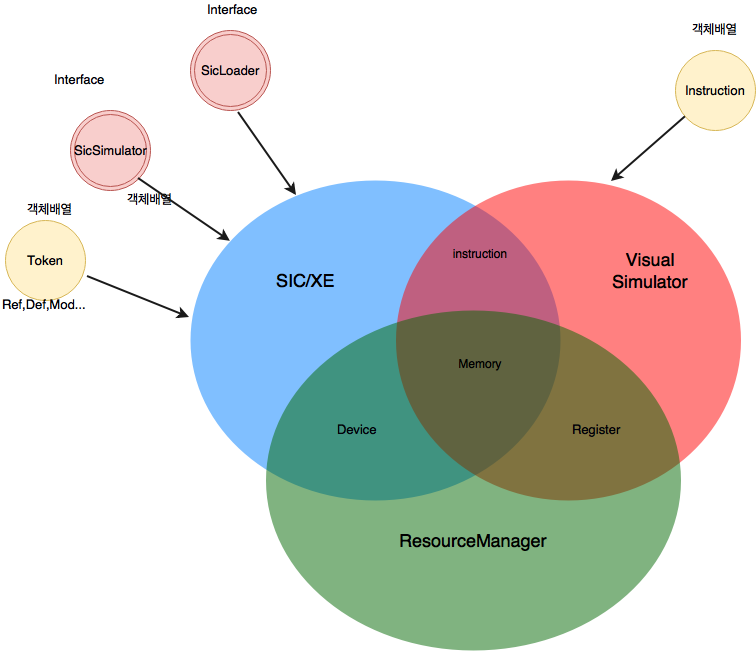 Interface
SicLoader
객체배열
Instruction
Interface
SicSimulator
객체배열
객체배열
Token
Ref,Def,Mod...
SIC/XE
instruction
Visual
Simulator
Memory
Device
Register
ResourceManager